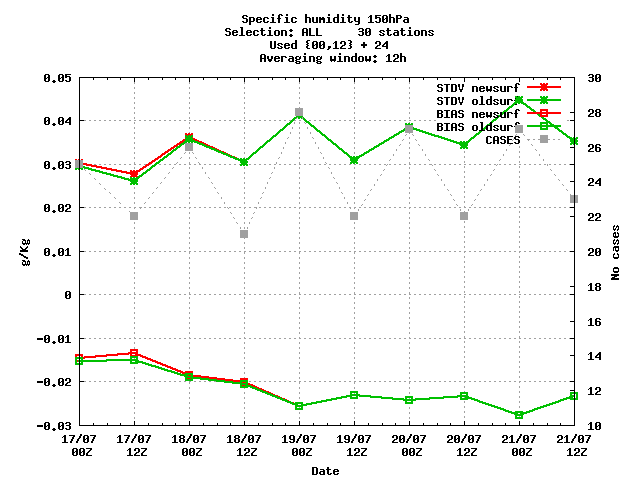 Specific humidity 150hPa
Selection: ALL 30 stations
Used {00,12} + 24
Averaging window: 12h
STDV newsurf
STDV oldsurf
BIAS newsurf
BIAS oldsurf
CASES
0.05
0.04
0.03
0.02
0.01
0
-0.01
-0.02
-0.03
g/Kg
30
28
26
24
22
20
18
16
14
12
10
No cases
17/07 17/07 18/07 18/07 19/07 19/07 20/07 20/07 21/07 21/07
00Z 12Z 00Z 12Z 00Z 12Z 00Z 12Z 00Z 12Z
Date